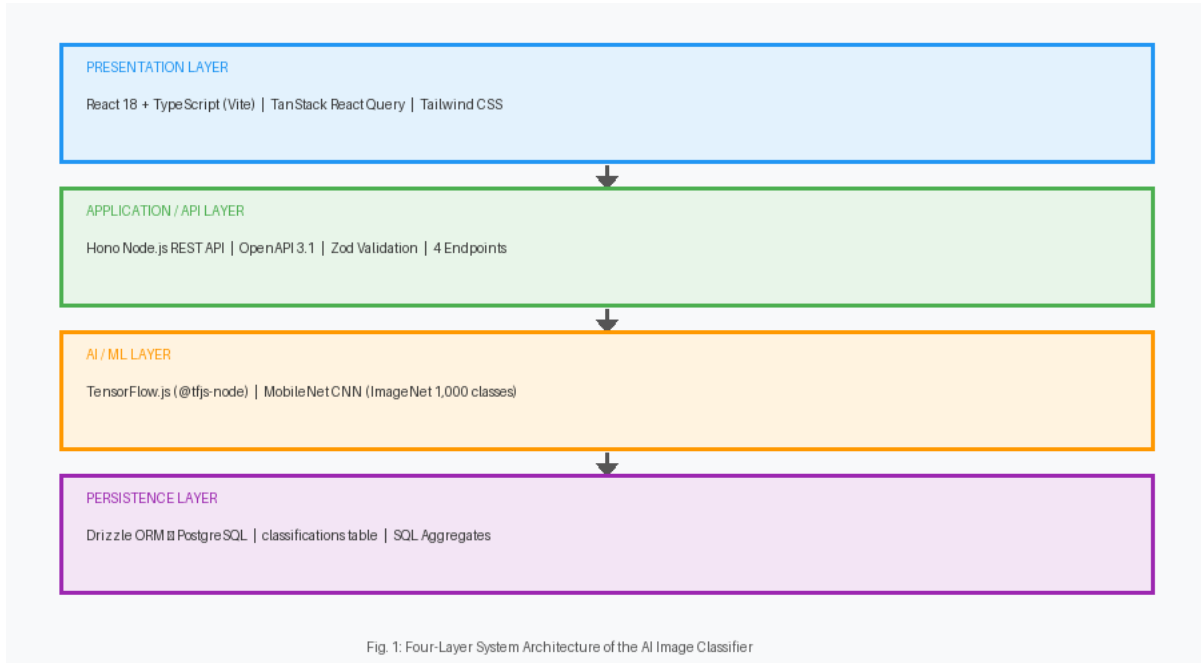 PRESENTATION LAYER
React 18 + TypeScript (Vite) | TanStack React Query | Tailwind CSS
APPLICATION / API LAYER
Hono Node.js REST API | OpenAPI 3.1 | Zod Validation | 4 Endpoints
AI / ML LAYER
TensorFlow.js (@tfjs-node) | MobileNet CNN (ImageNet 1,000 classes)
PERSISTENCE LAYER
Drizzle ORM PostgreSQL | classifications table | SQL Aggregates
Fig. 1: Four-Layer System Architecture of the AI Image Classifier